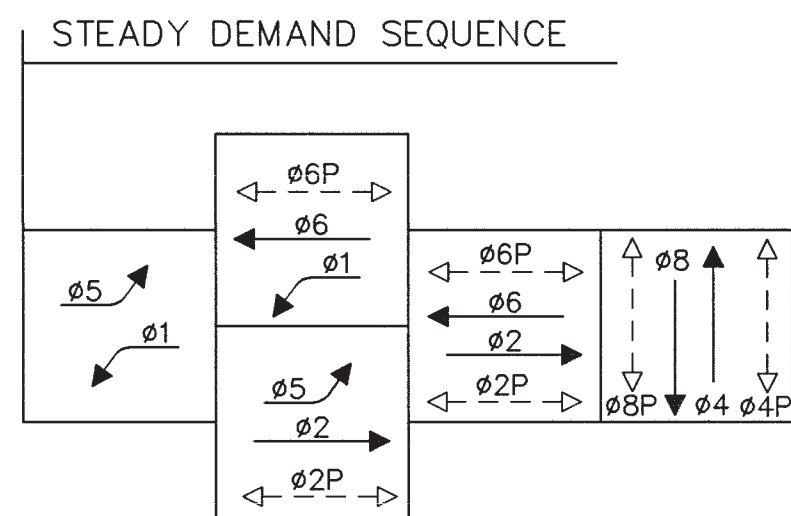 STEADY DEMAND SEQUENCE
ø5
ø1
ø6P
ø6
ø1
ø5
ø2
ø2P
ø6P
ø6
ø2
ø2P
ø8
ø8P
ø4
ø4P